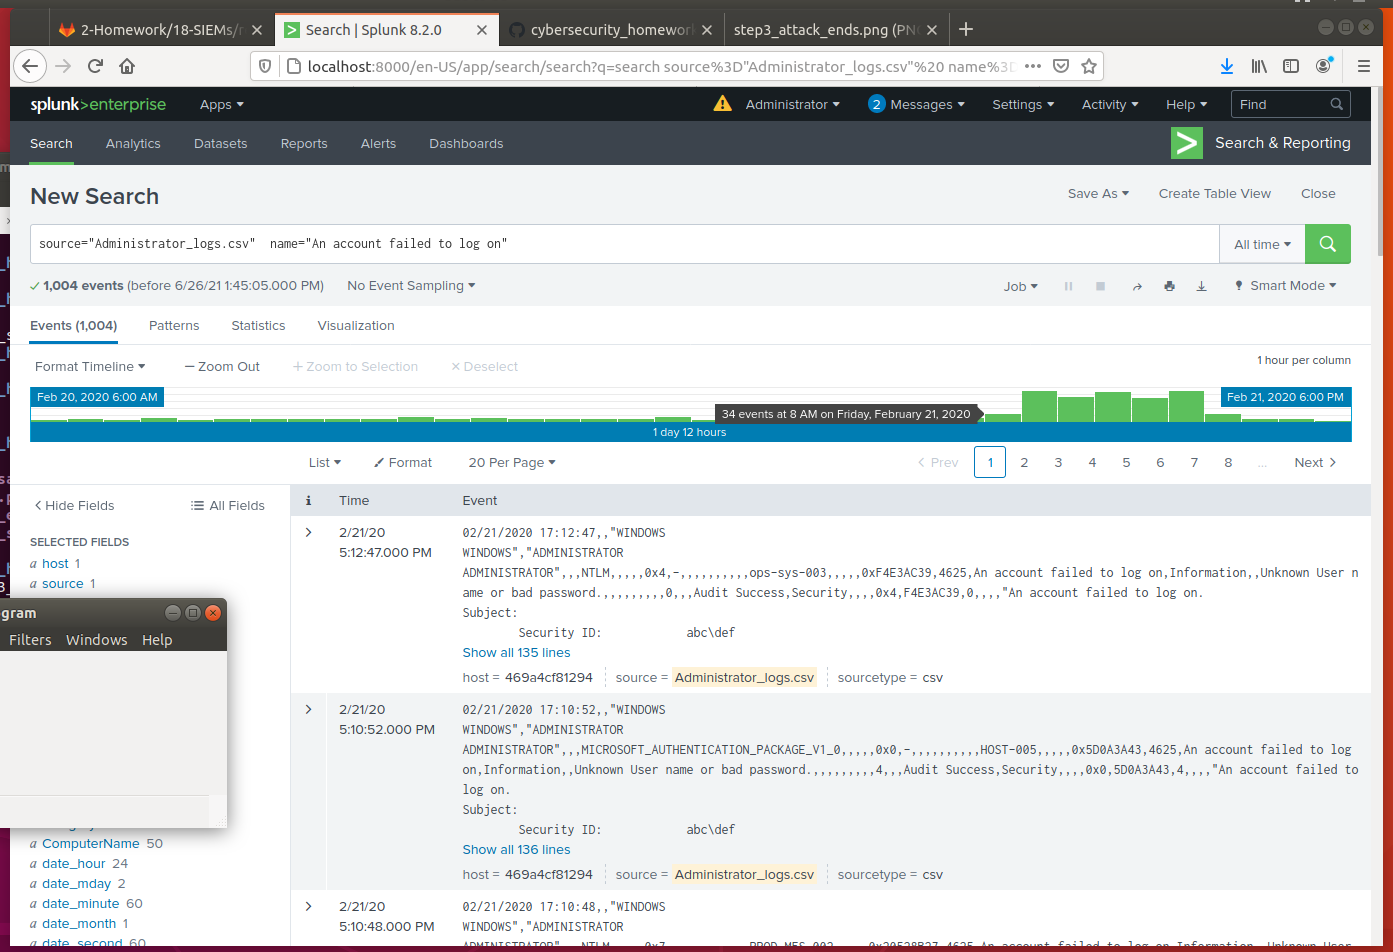 2-Homework/18-SIEMs/r
Search | Splunk 8.2.0
cybersecurity_homework
step3_attack_ends.png (PN
localhost:8000/en-US/app/search/search?q=search source%3D"Administrator_logs.csv"%20 name%3D
splunk>enterprise
Apps
Administrator
2 Messages
Settings
Activity
Help
Find
Search
Analytics
Datasets
Reports
Alerts
Dashboards
Search & Reporting
New Search
Save As
Create Table View
Close
source="Administrator_logs.csv"  name="An account failed to log on"
All time
1,004 events (before 6/26/21 1:45:05.000 PM)
No Event Sampling
Job
Smart Mode
Events (1,004)
Patterns
Statistics
Visualization
Format Timeline
Zoom Out
Zoom to Selection
Deselect
1 hour per column
Feb 20, 2020 6:00 AM
34 events at 8 AM on Friday, February 21, 2020
Feb 21, 2020 6:00 PM
1 day 12 hours
List
Format
20 Per Page
Prev
1 2 3 4 5 6 7 8 ...
Next
Hide Fields
All Fields
SELECTED FIELDS
a host 1
a source 1
ogram
Filters Windows Help
a ComputerName 50
a date_hour 24
a date_mday 2
a date_minute 60
a date_month 1
a date_second 60
i
Time
Event
2/21/20
5:12:47.000 PM
02/21/2020 17:12:47,,"WINDOWS
WINDOWS","ADMINISTRATOR
ADMINISTRATOR",,,NTLM,,,,,0x4,-,,,,,,,,,,ops-sys-003,,,,,0xF4E3AC39,4625,An account failed to log on,Information,,Unknown User n
ame or bad password.,,,,,,,,,0,,,Audit Success,Security,,,,0x4,F4E3AC39,0,,,,"An account failed to log on.
Subject:
Security ID: abc\def
Show all 135 lines
host = 469a4cf81294
source = Administrator_logs.csv
sourcetype = csv
2/21/20
5:10:52.000 PM
02/21/2020 17:10:52,,"WINDOWS
WINDOWS","ADMINISTRATOR
ADMINISTRATOR",,,MICROSOFT_AUTHENTICATION_PACKAGE_V1_0,,,,,0x0,-,,,,,,,,,,HOST-005,,,,,0x5D0A3A43,4625,An account failed to log
on,Information,,Unknown User name or bad password.,,,,,,,,,4,,,Audit Success,Security,,,,0x0,5D0A3A43,4,,,,"An account failed to
log on.
Subject:
Security ID: abc\def
Show all 136 lines
host = 469a4cf81294
source = Administrator_logs.csv
sourcetype = csv
2/21/20
5:10:48.000 PM
02/21/2020 17:10:48,,"WINDOWS
WINDOWS","ADMINISTRATOR